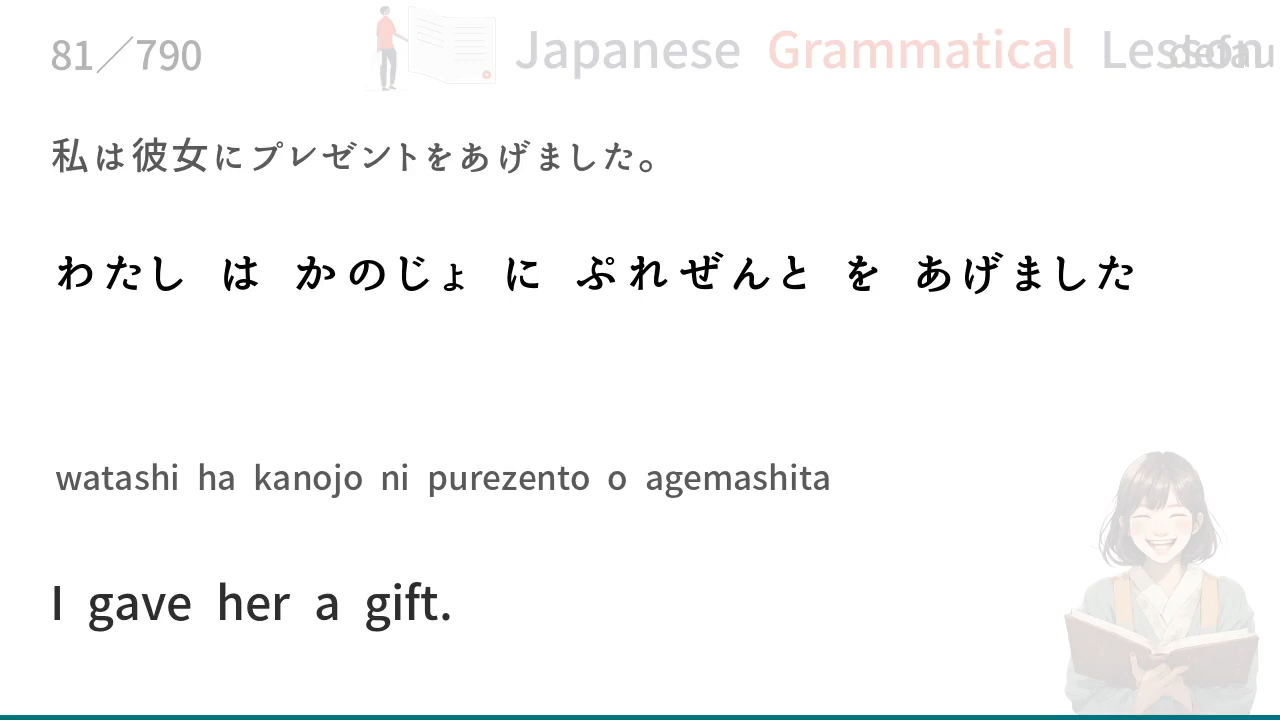 81／790
Japanese Grammatical Lesson
私は彼女にプレゼントをあげました。
わたし は かのじょ に ぷれぜんと を あげました
watashi ha kanojo ni purezento o agemashita
I gave her a gift.